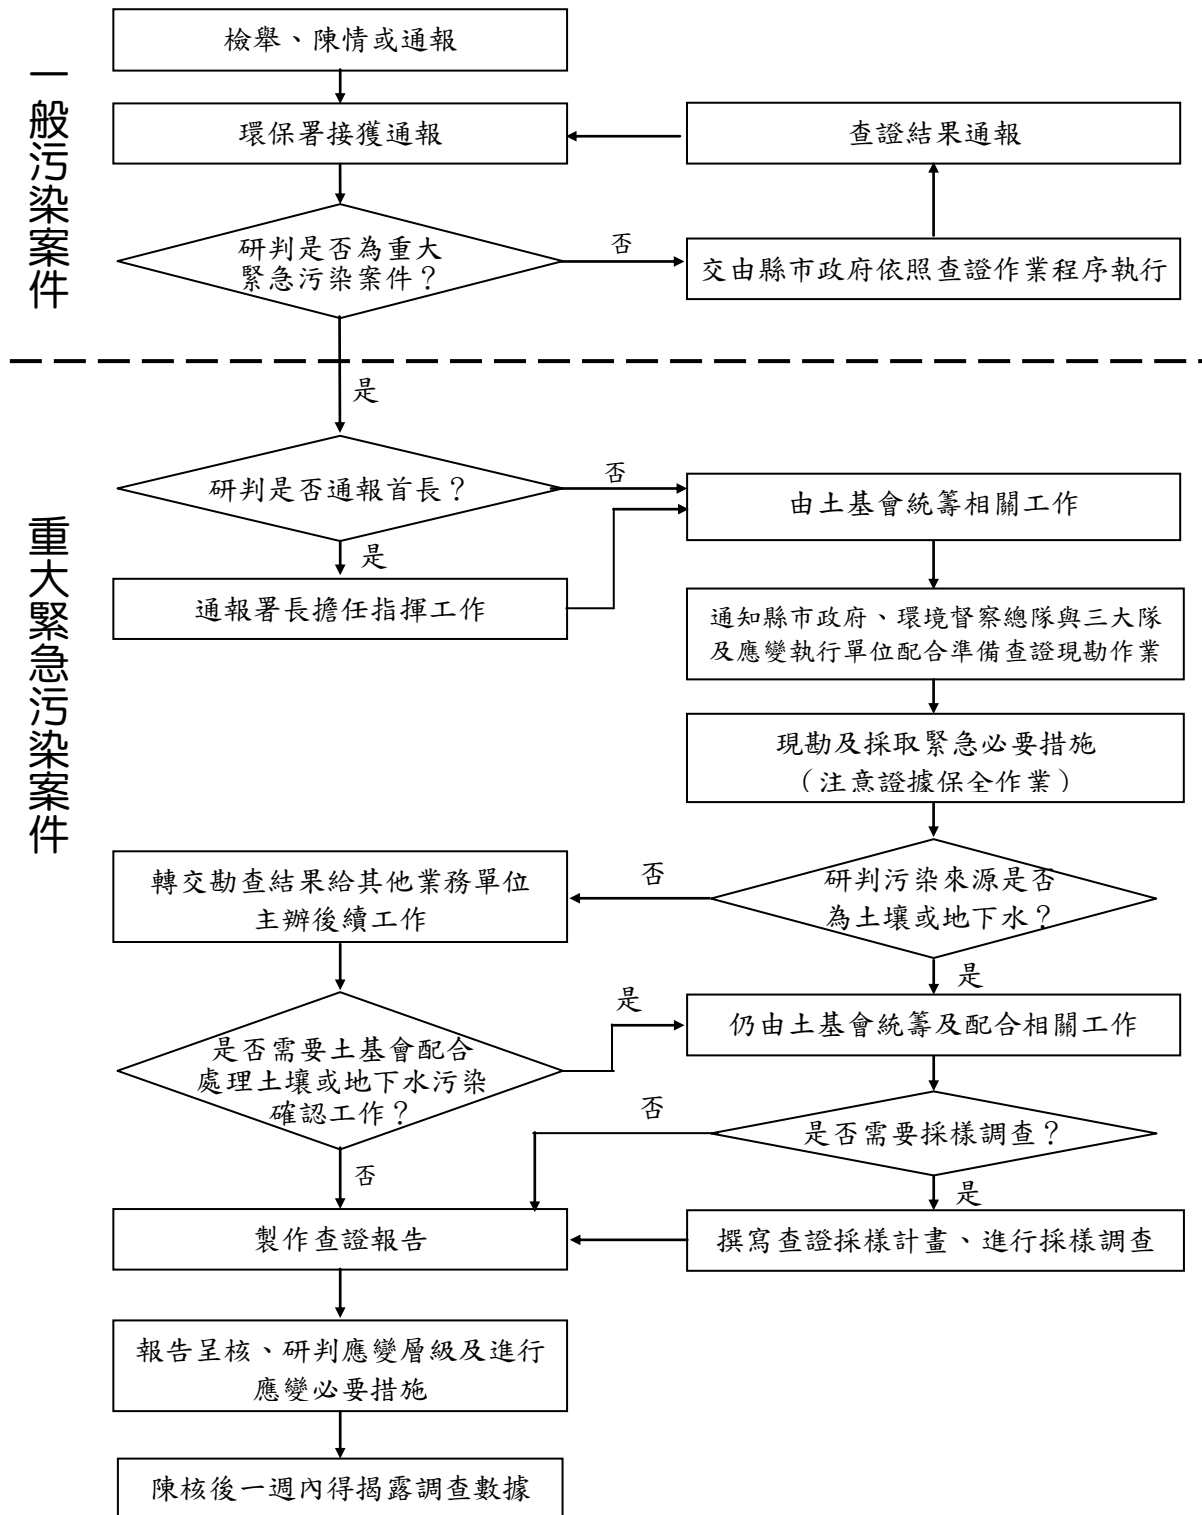 一般污染案件
檢舉、陳情或通報
環保署接獲通報
查證結果通報
研判是否為重大
緊急污染案件？
否
交由縣市政府依照查證作業程序執行
是
重大緊急污染案件
研判是否通報首長？
否
由土基會統籌相關工作
是
通報署長擔任指揮工作
通知縣市政府、環境督察總隊與三大隊
及應變執行單位配合準備查證現勘作業
現勘及採取緊急必要措施
（注意證據保全作業）
研判污染來源是否
為土壤或地下水？
否
轉交勘查結果給其他業務單位
主辦後續工作
是
仍由土基會統籌及配合相關工作
是否需要土基會配合
處理土壤或地下水污染
確認工作？
是
否
是否需要採樣調查？
否
是
製作查證報告
撰寫查證採樣計畫、進行採樣調查
報告呈核、研判應變層級及進行
應變必要措施
陳核後一週內得揭露調查數據